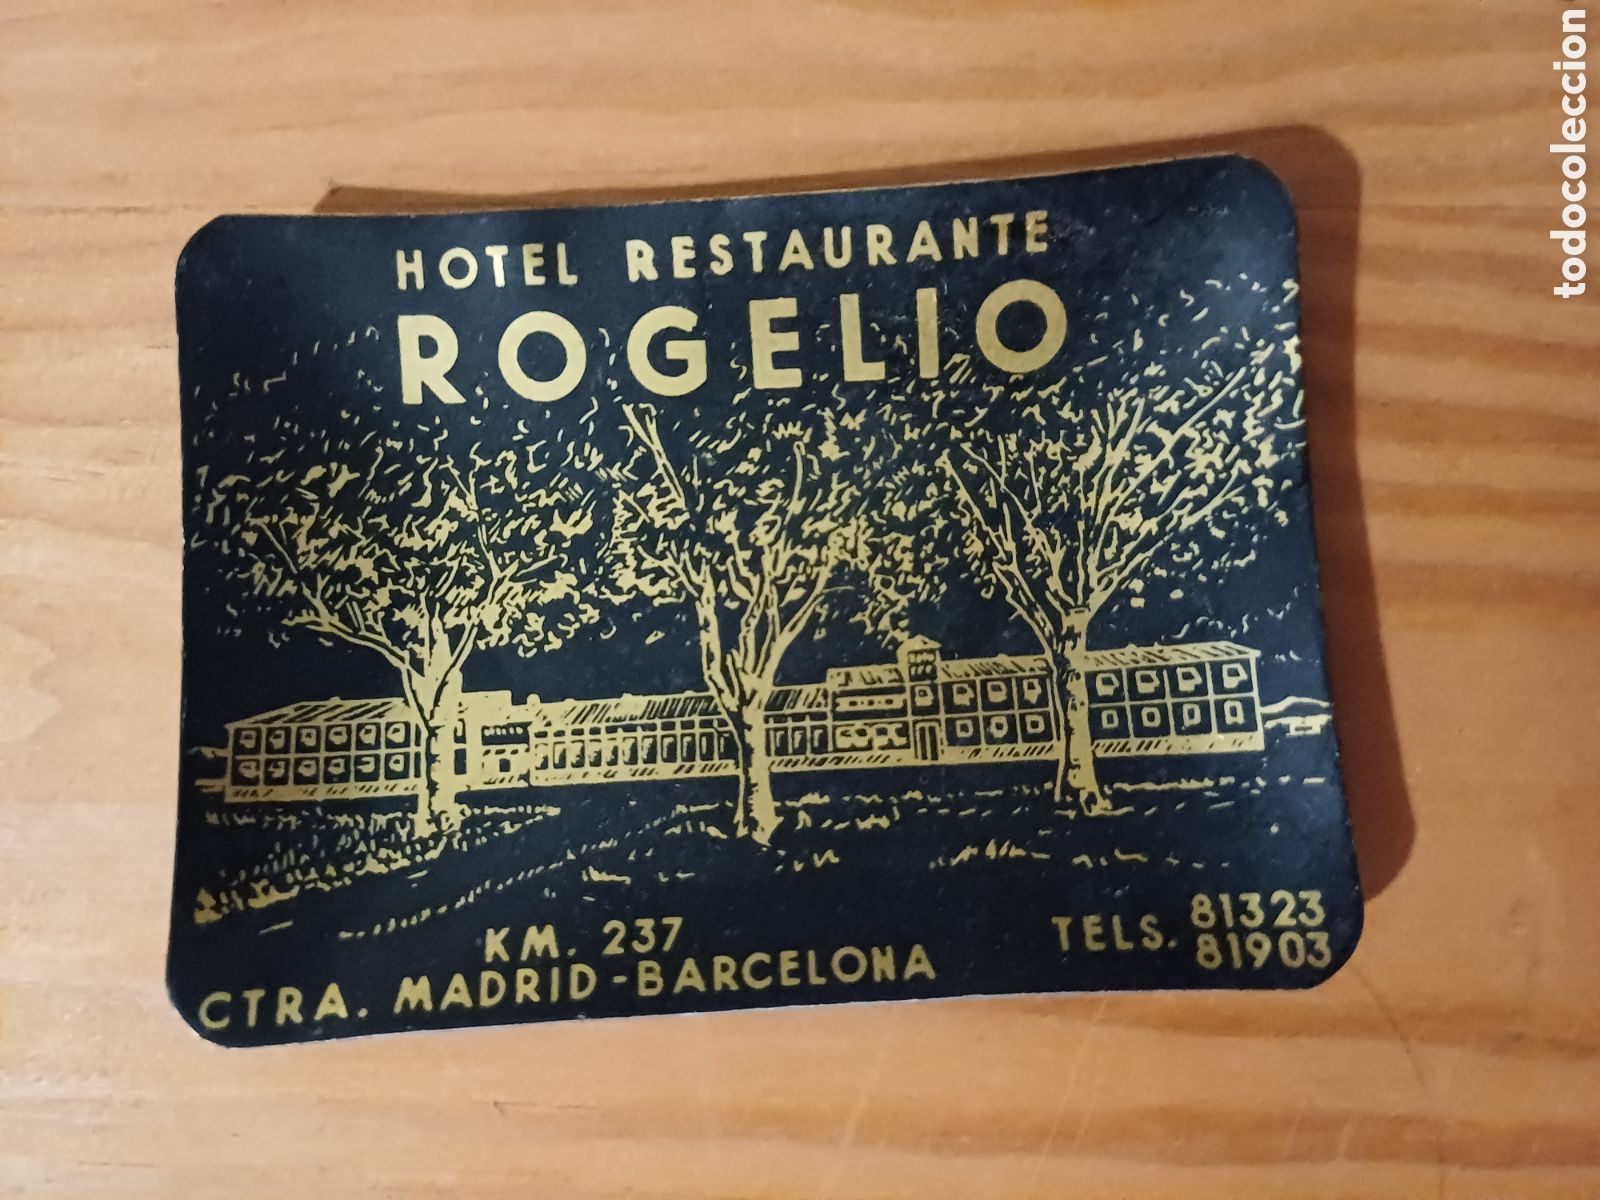 HOTEL RESTAURANTE
ROGELIO
KM. 237
CTRA. MADRID-BARCELONA
TELS. 81323
81903
todocoleccion